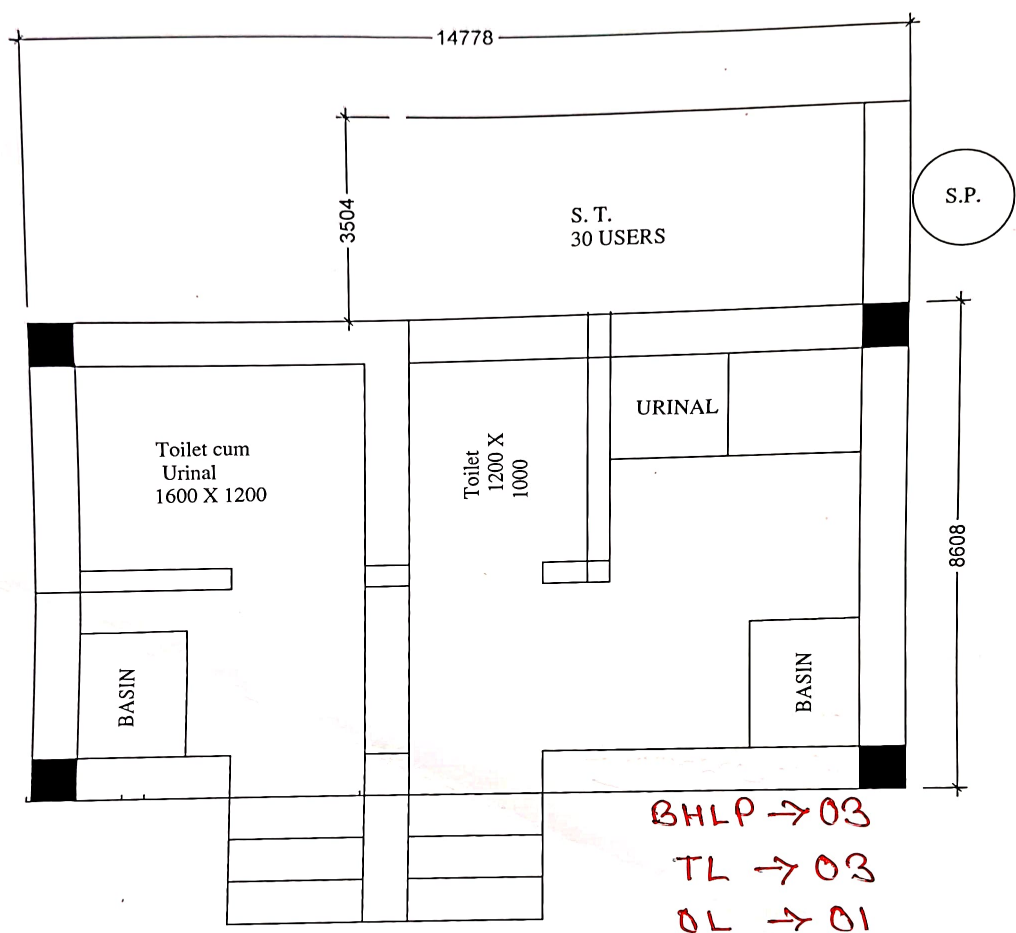 14778
3504
S. T.
30 USERS
S.P.
URINAL
Toilet cum
Urinal
1600 X 1200
Toilet
1200 X
1000
8608
BASIN
BASIN
BHLP → 03
TL → 03
OL → 01